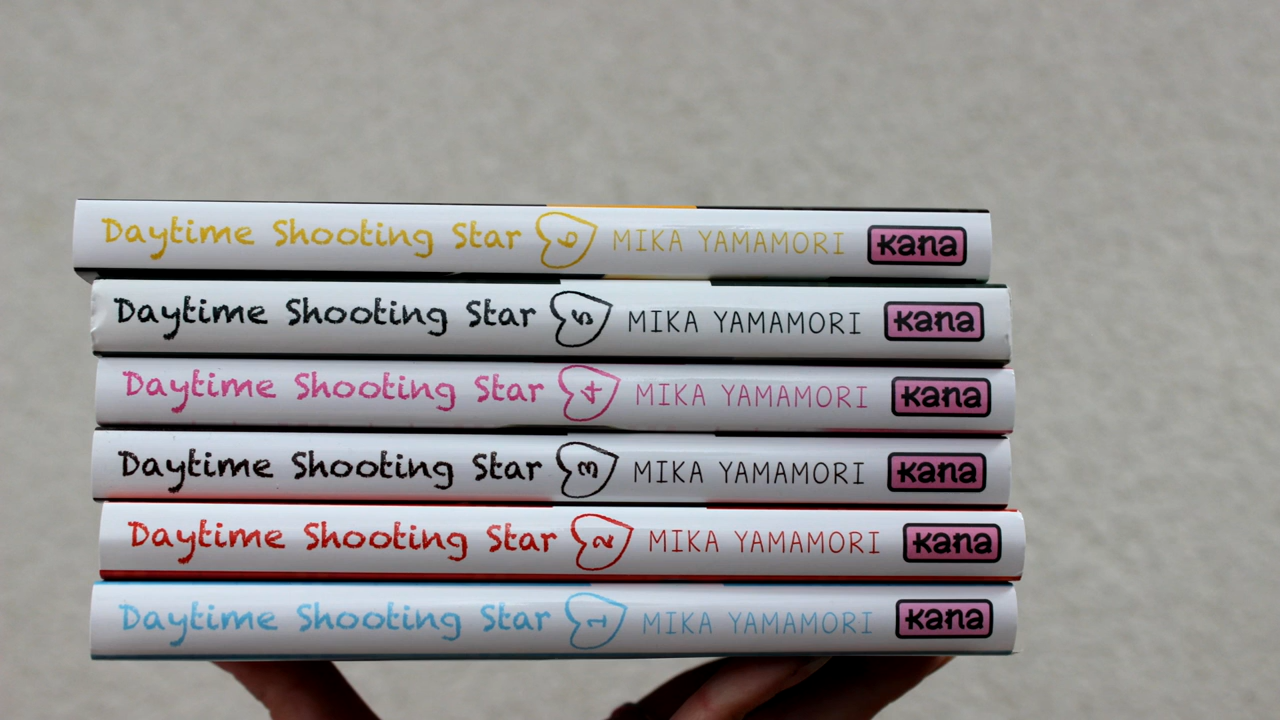 Daytime Shooting Star 6 MIKA YAMAMORI kana
Daytime Shooting Star 5 MIKA YAMAMORI kana
Daytime Shooting Star 4 MIKA YAMAMORI kana
Daytime Shooting Star 3 MIKA YAMAMORI kana
Daytime Shooting Star 2 MIKA YAMAMORI kana
Daytime Shooting Star 1 MIKA YAMAMORI kana